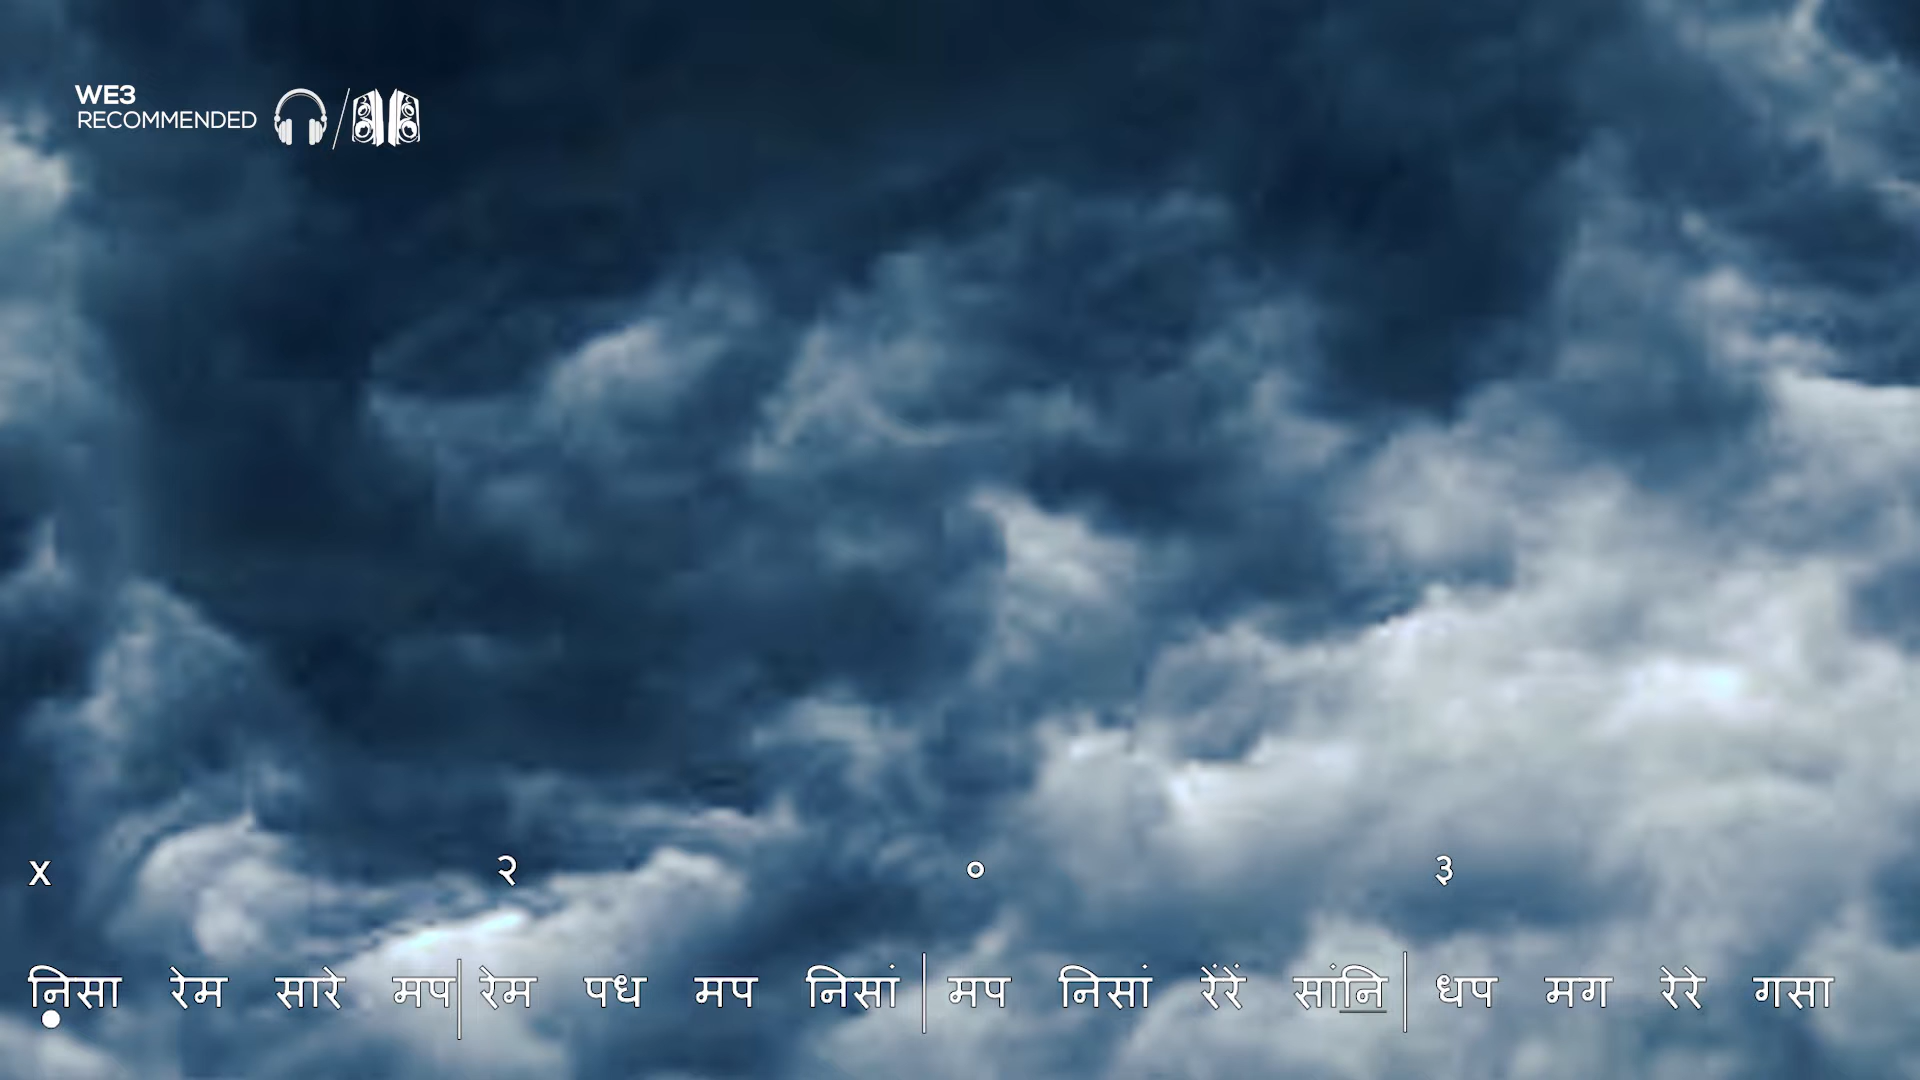 WE3
RECOMMENDED
x २ ० ३
निसा रेम सारे मप | रेम पध मप निसां | मप निसां रेंरें सांनि | धप मग रेरे गसा